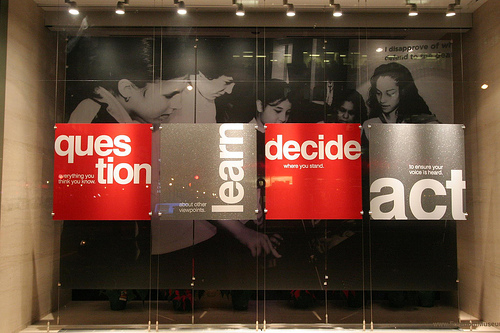 I disapprove of
ques
tion
everything you
think you know.
learn
about other
viewpoints.
decide
where you stand.
to ensure your
voice is heard.
act